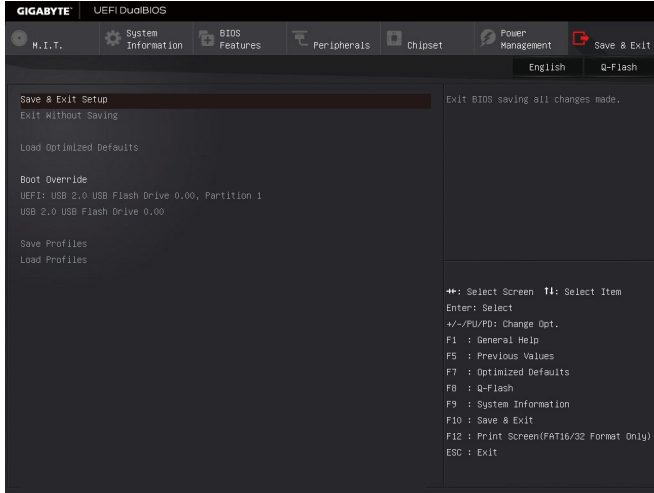 GIGABYTE™ UEFI DualBIOS
M.I.T. System Information BIOS Features Peripherals Chipset Power Management Save & Exit
English Q-Flash
Save & Exit Setup
Exit BIOS saving all changes made.
Exit Without Saving
Load Optimized Defaults
Boot Override
UEFI: USB 2.0 USB Flash Drive 0.00, Partition 1
USB 2.0 USB Flash Drive 0.00
Save Profiles
Load Profiles
→←: Select Screen ↑↓: Select Item
Enter: Select
+/-/PU/PD: Change Opt.
F1 : General Help
F5 : Previous Values
F7 : Optimized Defaults
F8 : Q-Flash
F9 : System Information
F10 : Save & Exit
F12 : Print Screen(FAT16/32 Format Only)
ESC : Exit